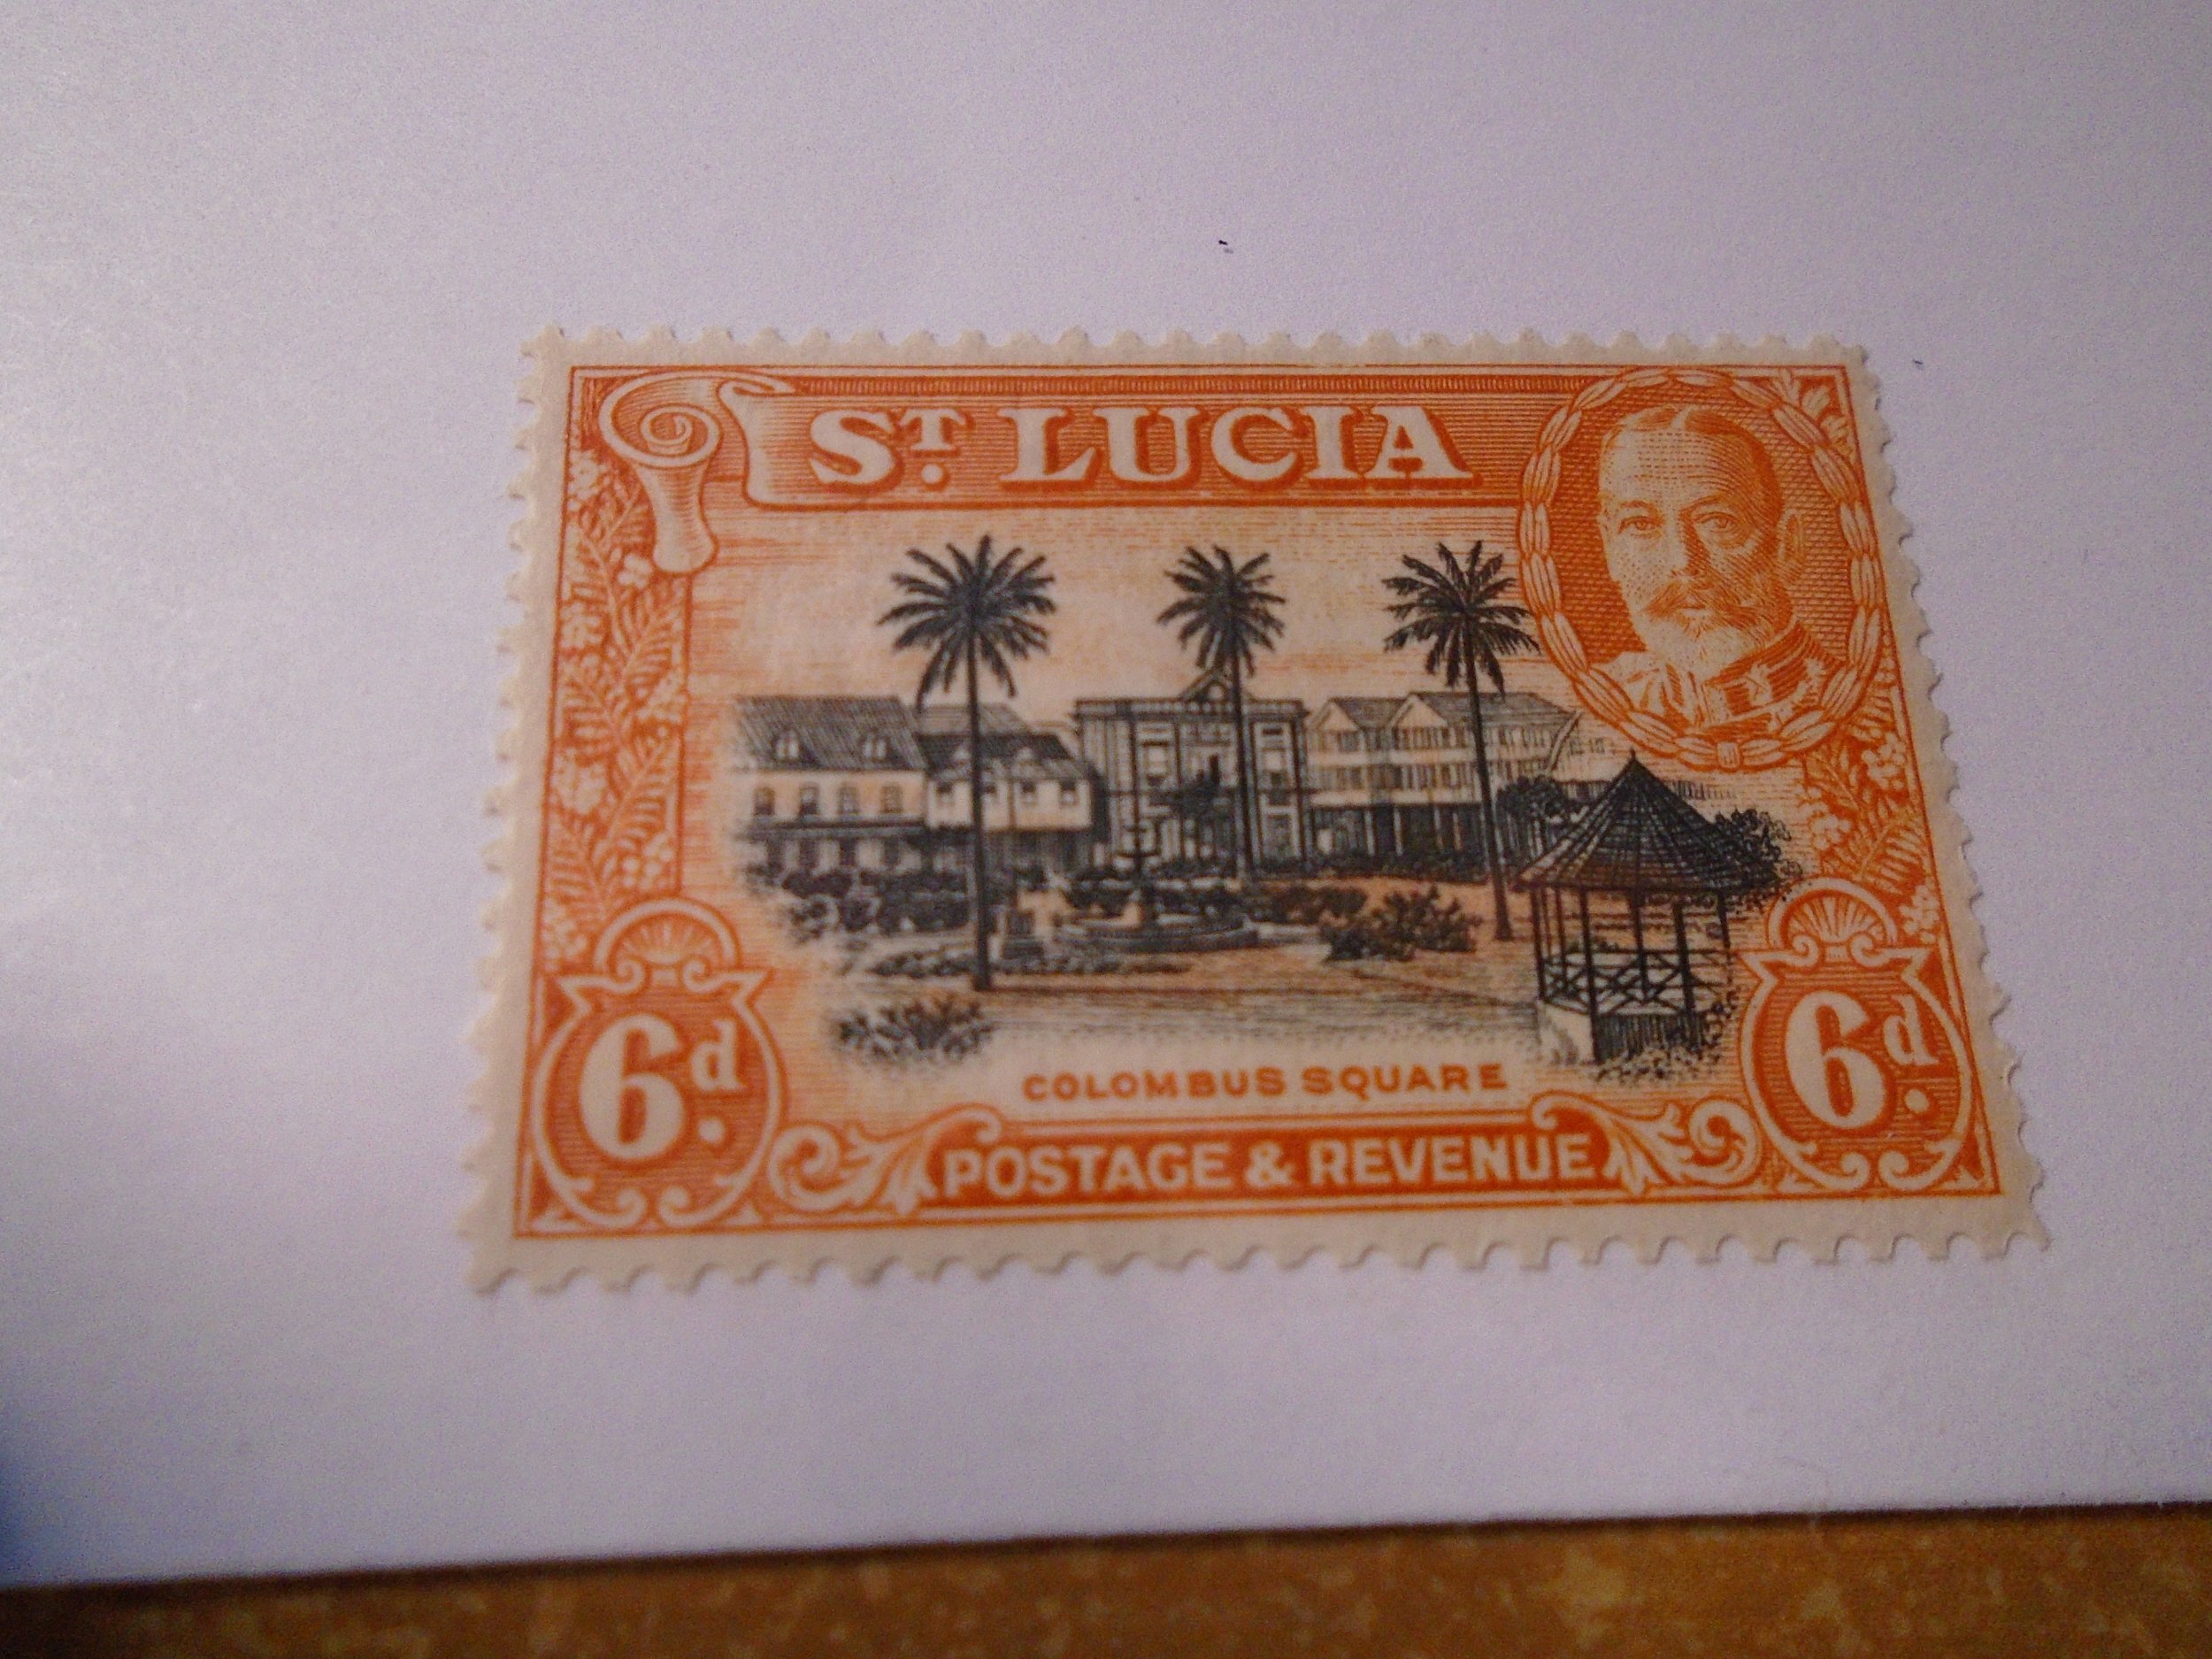 ST. LUCIA
COLOMBUS SQUARE
6d. POSTAGE & REVENUE 6d.